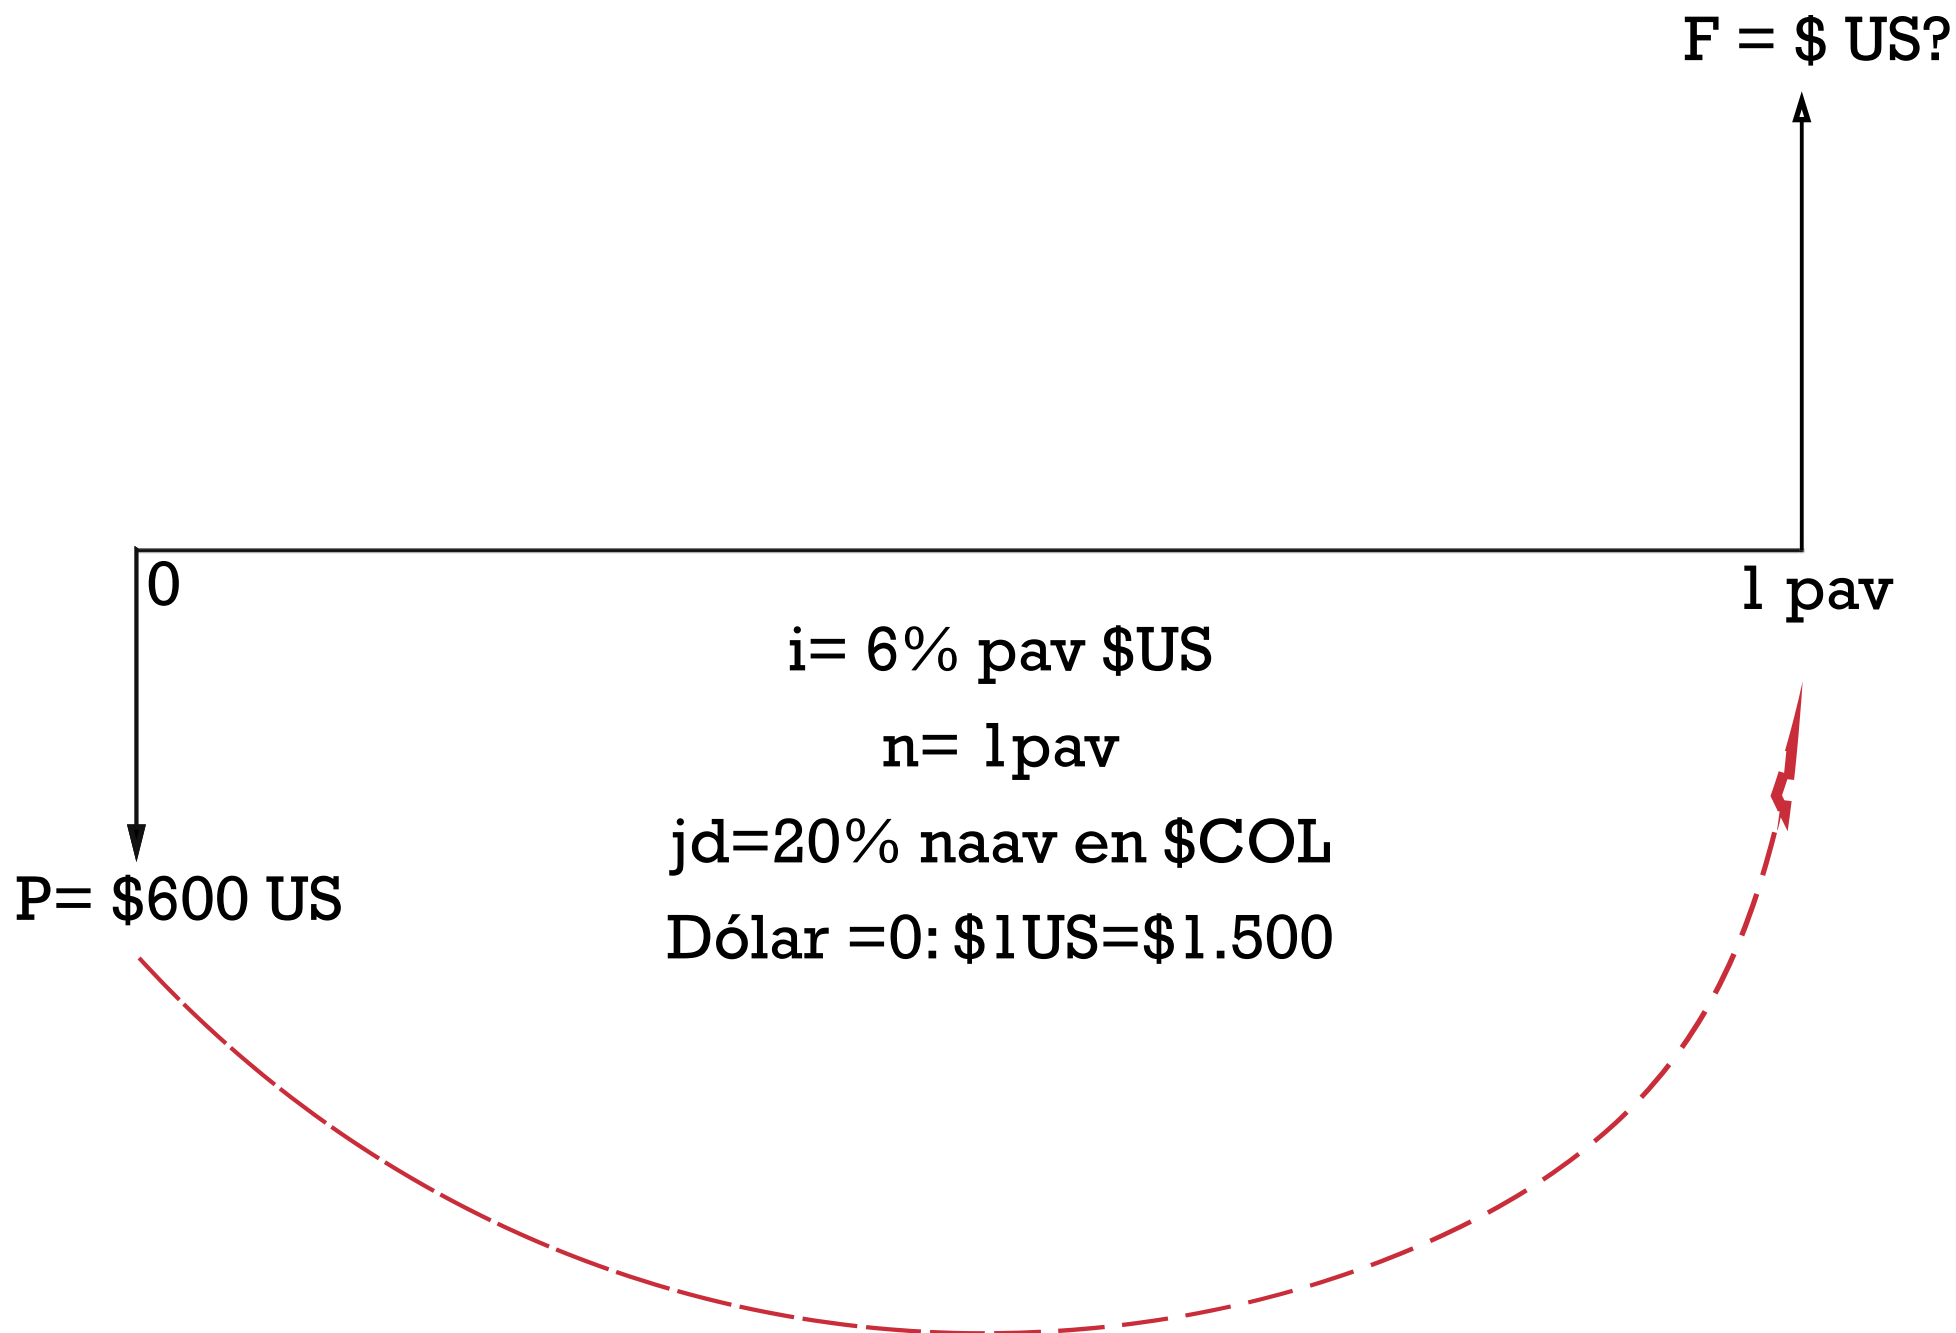 F = $ US?
0
1 pav
i= 6% pav $US
n= 1pav
jd=20% naav en $COL
P= $600 US
Dólar =0: $1US=$1.500